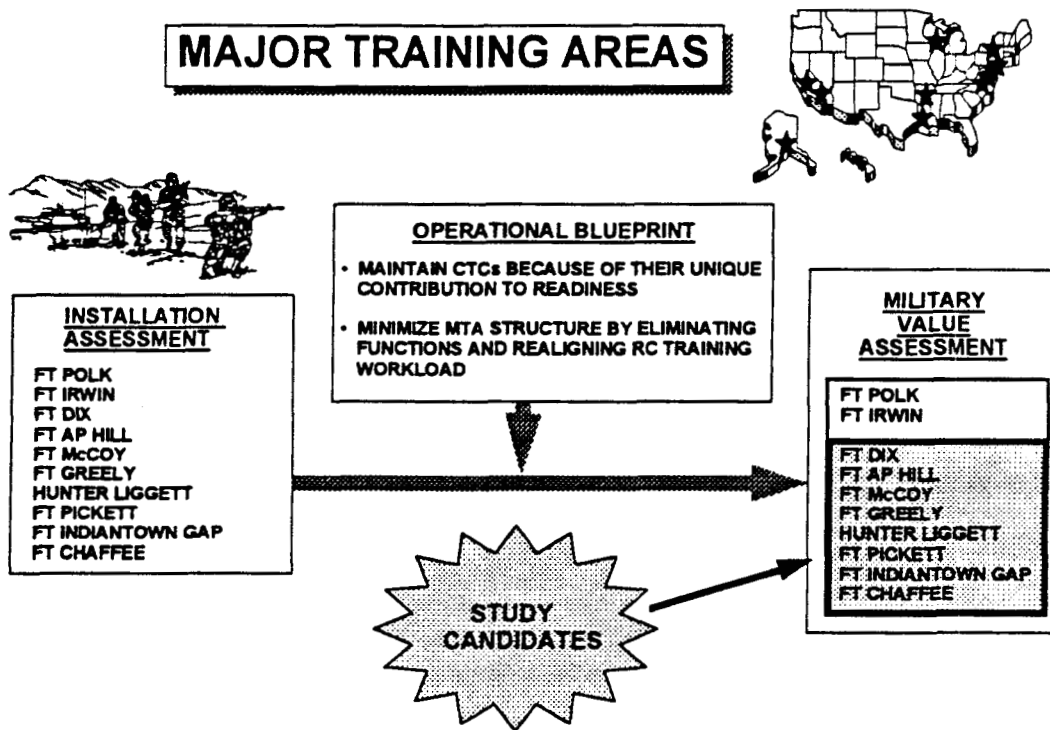 MAJOR TRAINING AREAS
OPERATIONAL BLUEPRINT
• MAINTAIN CTCs BECAUSE OF THEIR UNIQUE
CONTRIBUTION TO READINESS
• MINIMIZE MTA STRUCTURE BY ELIMINATING
FUNCTIONS AND REALIGNING RC TRAINING
WORKLOAD
INSTALLATION
ASSESSMENT
FT POLK
FT IRWIN
FT DIX
FT AP HILL
FT McCOY
FT GREELY
HUNTER LIGGETT
FT PICKETT
FT INDIANTOWN GAP
FT CHAFFEE
MILITARY
VALUE
ASSESSMENT
FT POLK
FT IRWIN
FT DIX
FT AP HILL
FT McCOY
FT GREELY
HUNTER LIGGETT
FT PICKETT
FT INDIANTOWN GAP
FT CHAFFEE
STUDY
CANDIDATES